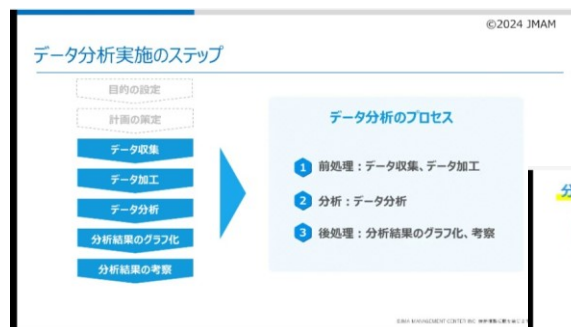 ©2024 JMAM
データ分析実施のステップ
目的の設定
計画の策定
データ収集
データ加工
データ分析
分析結果のグラフ化
分析結果の考察
データ分析のプロセス
1 前処理：データ収集、データ加工
2 分析：データ分析
3 後処理：分析結果のグラフ化、考察
分